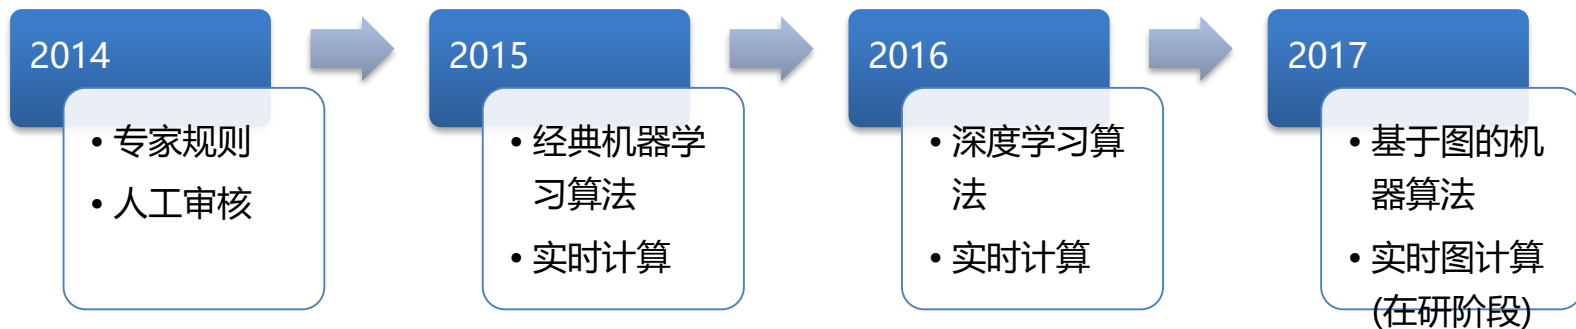 2014
• 专家规则
• 人工审核
2015
• 经典机器学
习算法
• 实时计算
2016
• 深度学习算
法
• 实时计算
2017
• 基于图的机
器算法
• 实时图计算
(在研阶段)